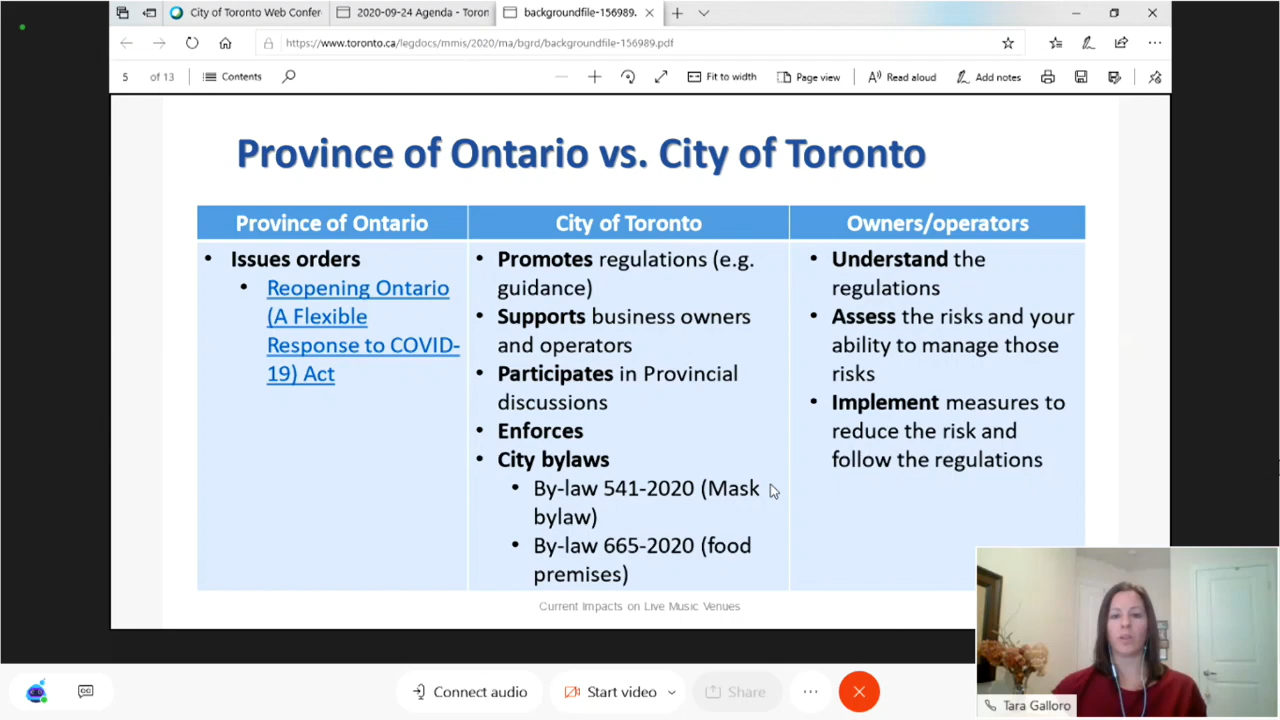 City of Toronto Web Confer
2020-09-24 Agenda - Toron
backgroundfile-156989.
https://www.toronto.ca/legdocs/mmis/2020/ma/bgrd/backgroundfile-156989.pdf
5 of 13
Contents
Fit to width
Page view
Read aloud
Add notes
Province of Ontario vs. City of Toronto
Province of Ontario
• Issues orders
• Reopening Ontario
(A Flexible
Response to COVID-
19) Act
City of Toronto
• Promotes regulations (e.g.
guidance)
• Supports business owners
and operators
• Participates in Provincial
discussions
• Enforces
• City bylaws
• By-law 541-2020 (Mask
bylaw)
• By-law 665-2020 (food
premises)
Owners/operators
• Understand the
regulations
• Assess the risks and your
ability to manage those
risks
• Implement measures to
reduce the risk and
follow the regulations
Current Impacts on Live Music Venues
Tara Galloro
Connect audio
Start video
Share